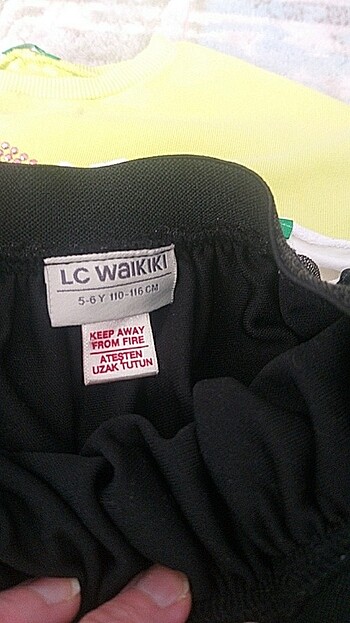 LC WAIKIKI
5-6 Y 110-116 CM
KEEP AWAY
FROM FIRE
ATEŞTEN
UZAK TUTUN